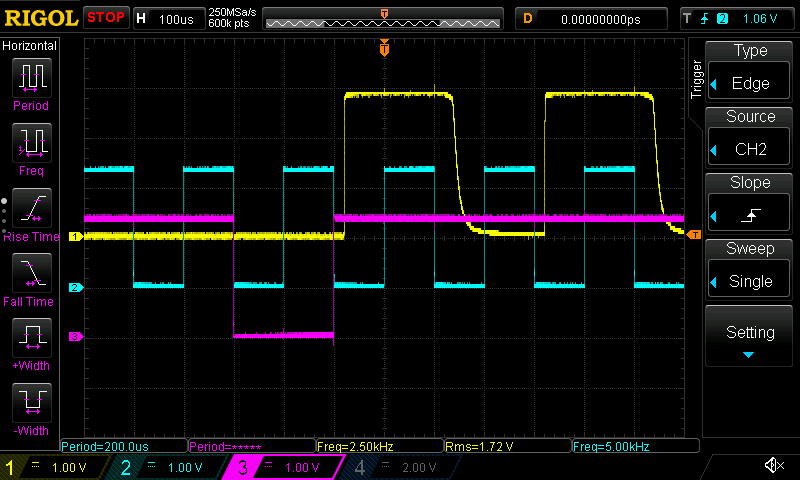 RIGOL STOP H 100us 250MSa/s 600k pts T D 0.00000000ps T 2 1.06 V
Horizontal
Period
Freq
Rise Time
Fall Time
+Width
-Width
T
1
2
3
T
Trigger
Type
Edge
Source
CH2
Slope
Sweep
Single
Setting
Period=200.0us Period=***** Freq=2.50kHz Rms=1.72 V Freq=5.00kHz
1 1.00 V 2 1.00 V 3 1.00 V 4 2.00 V